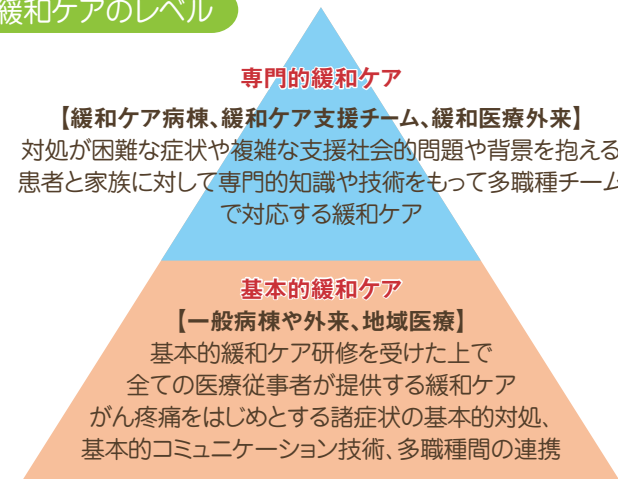 緩和ケアのレベル
専門的緩和ケア
【緩和ケア病棟、緩和ケア支援チーム、緩和医療外来】
対処が困難な症状や複雑な支援社会的問題や背景を抱える
患者と家族に対して専門的知識や技術をもって多職種チーム
で対応する緩和ケア
基本的緩和ケア
【一般病棟や外来、地域医療】
基本的緩和ケア研修を受けた上で
全ての医療従事者が提供する緩和ケア
がん疼痛をはじめとする諸症状の基本的対処、
基本的コミュニケーション技術、多職種間の連携